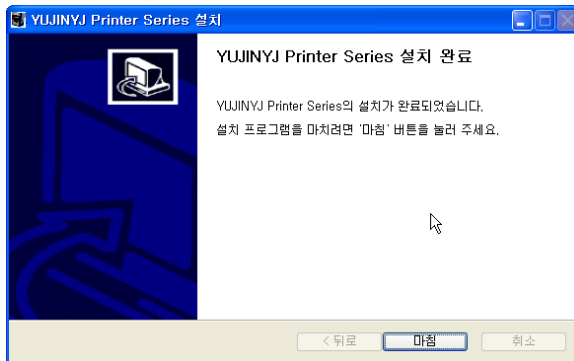 YUJINYJ Printer Series 설치
YUJINYJ Printer Series 설치 완료
YUJINYJ Printer Series의 설치가 완료되었습니다.
설치 프로그램을 마치려면 '마침' 버튼을 눌러 주세요.
< 뒤로
마침
취소